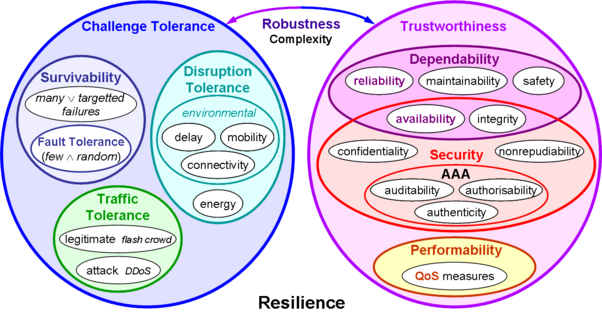 Challenge Tolerance
Robustness
Complexity
Trustworthiness
Survivability
many ∨ targetted
failures
Fault Tolerance
(few ∧ random)
Disruption
Tolerance
environmental
delay
mobility
connectivity
energy
Traffic
Tolerance
legitimate flash crowd
attack DDoS
Dependability
reliability
maintainability
safety
availability
integrity
confidentiality
Security
nonrepudiability
AAA
auditability
authorisability
authenticity
Performability
QoS measures
Resilience